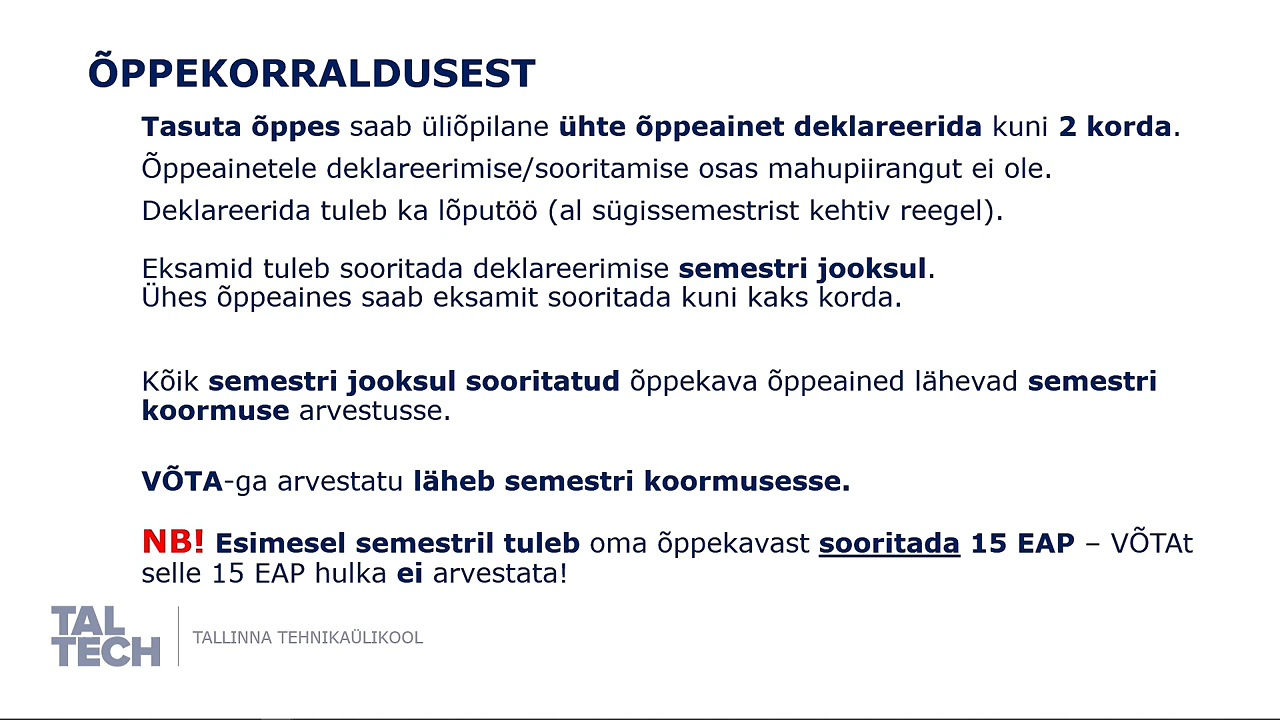 ÕPPEKORRALDUSEST
Tasuta õppes saab üliõpilane ühte õppeainet deklareerida kuni 2 korda.
Õppeainetele deklareerimise/sooritamise osas mahupiirangut ei ole.
Deklareerida tuleb ka lõputöö (al sügissemestrist kehtiv reegel).
Eksamid tuleb sooritada deklareerimise semestri jooksul.
Ühes õppeaines saab eksamit sooritada kuni kaks korda.
Kõik semestri jooksul sooritatud õppekava õppeained lähevad semestri
koormuse arvestusse.
VÕTA-ga arvestatu läheb semestri koormusesse.
NB! Esimesel semestril tuleb oma õppekavast sooritada 15 EAP – VÕTAt
selle 15 EAP hulka ei arvestata!
TAL
TECH
TALLINNA TEHNIKAÜLIKOOL